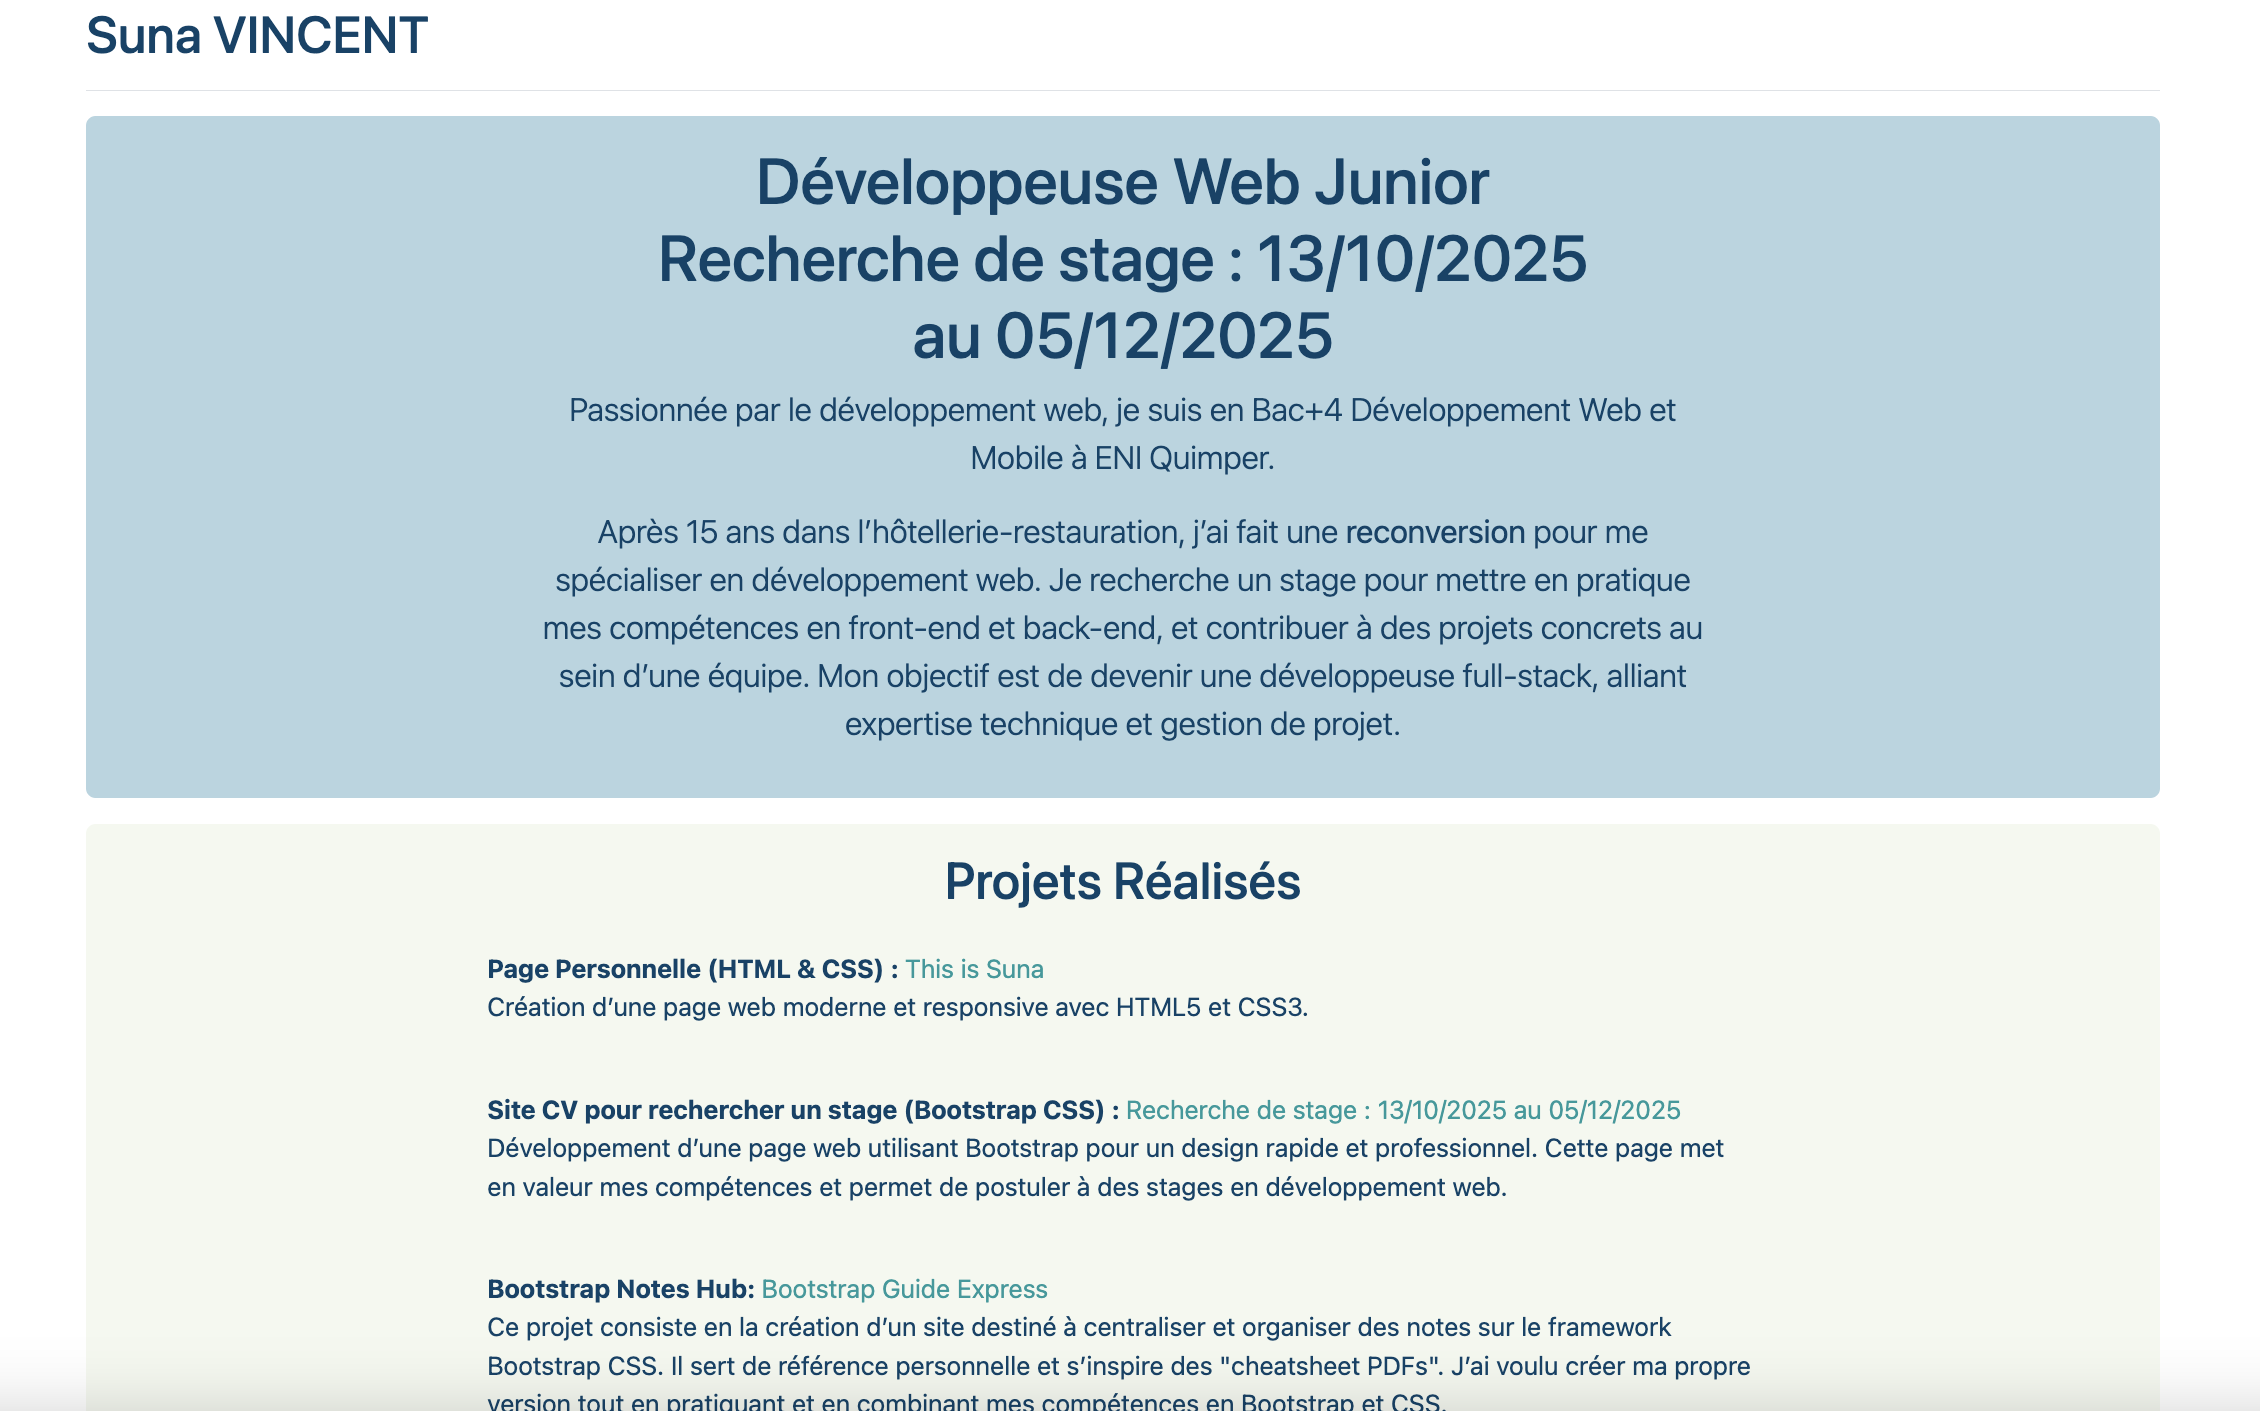 Suna VINCENT
Développeuse Web Junior
Recherche de stage : 13/10/2025
au 05/12/2025
Passionnée par le développement web, je suis en Bac+4 Développement Web et
Mobile à ENI Quimper.
Après 15 ans dans l’hôtellerie-restauration, j’ai fait une reconversion pour me
spécialiser en développement web. Je recherche un stage pour mettre en pratique
mes compétences en front-end et back-end, et contribuer à des projets concrets au
sein d’une équipe. Mon objectif est de devenir une développeuse full-stack, alliant
expertise technique et gestion de projet.
Projets Réalisés
Page Personnelle (HTML & CSS) : This is Suna
Création d’une page web moderne et responsive avec HTML5 et CSS3.
Site CV pour rechercher un stage (Bootstrap CSS) : Recherche de stage : 13/10/2025 au 05/12/2025
Développement d’une page web utilisant Bootstrap pour un design rapide et professionnel. Cette page met
en valeur mes compétences et permet de postuler à des stages en développement web.
Bootstrap Notes Hub: Bootstrap Guide Express
Ce projet consiste en la création d’un site destiné à centraliser et organiser des notes sur le framework
Bootstrap CSS. Il sert de référence personnelle et s’inspire des "cheatsheet PDFs". J’ai voulu créer ma propre
version tout en pratiquant et en combinant mes compétences en Bootstrap et CSS.